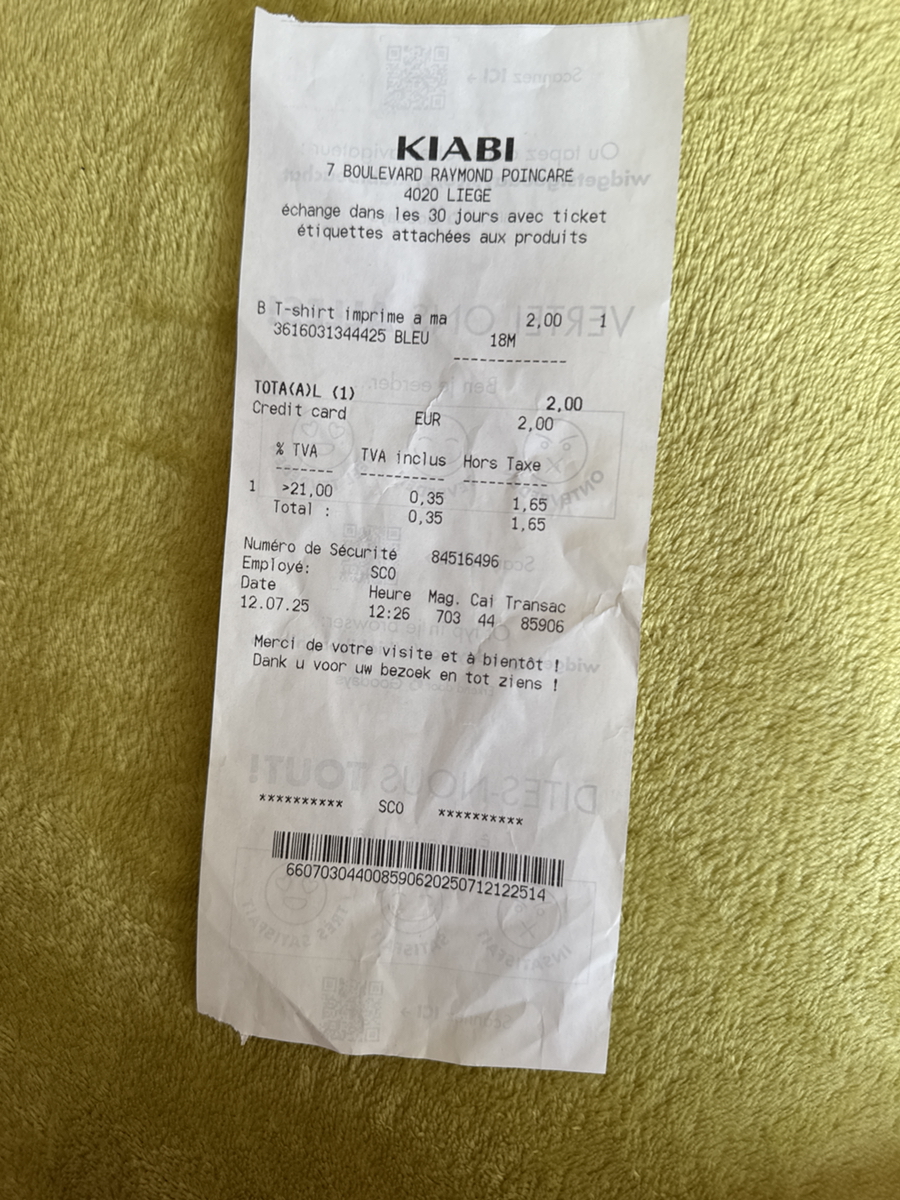 KIABI
7 BOULEVARD RAYMOND POINCARE
4020 LIEGE
échange dans les 30 jours avec ticket
étiquettes attachées aux produits
B T-shirt imprime a ma 2,00 1
3616031344425 BLEU 18M
-------------
TOTA(A)L (1) 2,00
Credit card EUR 2,00
% TVA TVA inclus Hors Taxe
------- ----------- ----------
1 >21,00 0,35 1,65
Total : 0,35 1,65
Numéro de Sécurité 84516496
Employé: SCO
Date Heure Mag. Cai Transac
12.07.25 12:26 703 44 85906
Merci de votre visite et à bientôt !
Dank u voor uw bezoek en tot ziens !
********** SCO **********
660703044008590620250712122514